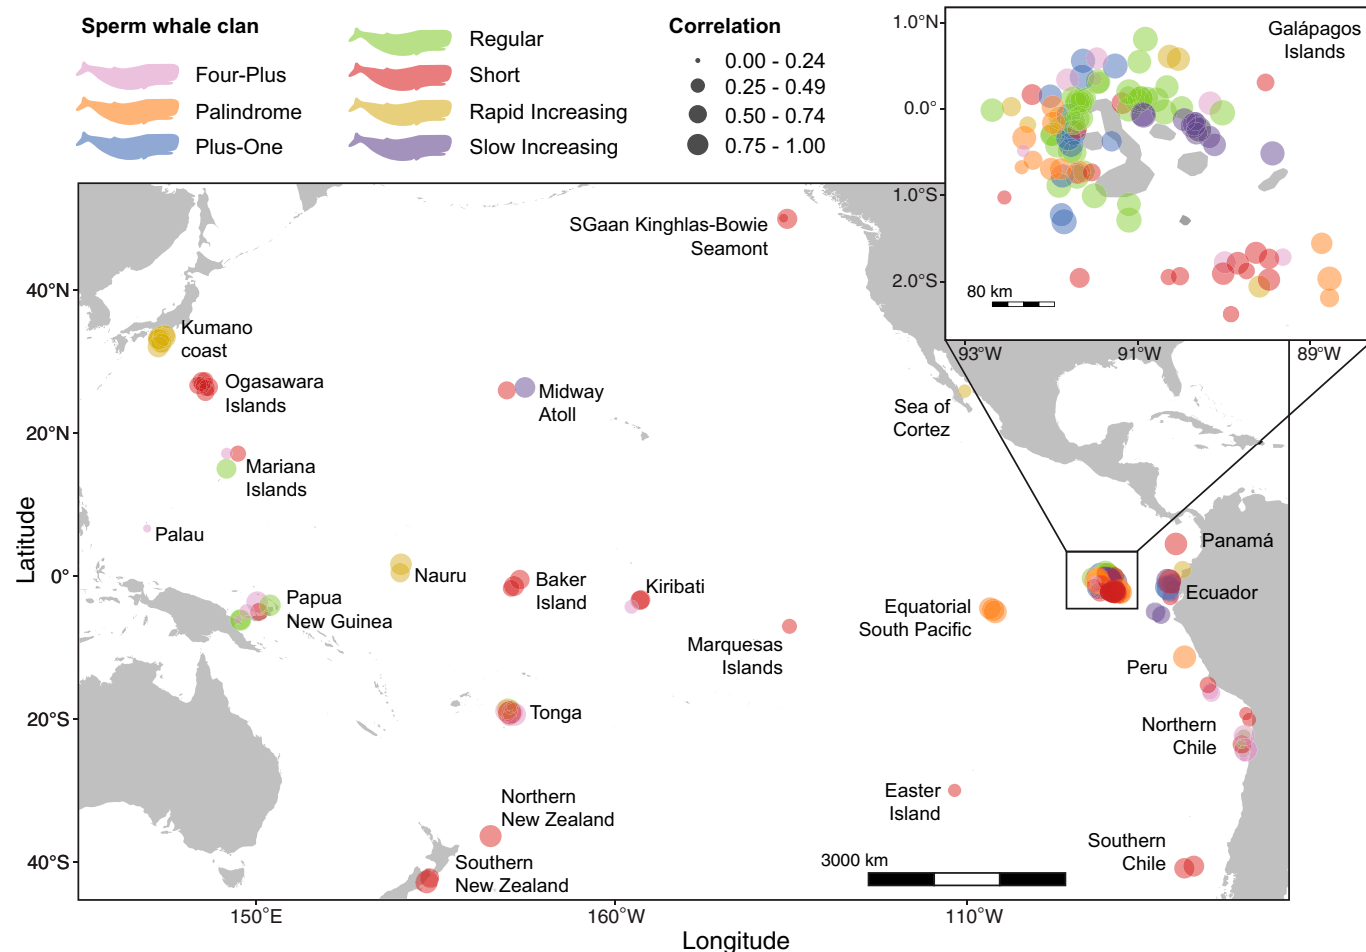 Sperm whale clan
Four-Plus
Palindrome
Plus-One
Regular
Short
Rapid Increasing
Slow Increasing
Correlation
0.00 - 0.24
0.25 - 0.49
0.50 - 0.74
0.75 - 1.00
Galápagos
Islands
1.0°N
0.0°
1.0°S
2.0°S
80 km
93°W
91°W
89°W
SGaan Kinghlas-Bowie
Seamont
Kumano
coast
Ogasawara
Islands
Midway
Atoll
Sea of
Cortez
Mariana
Islands
Palau
Nauru
Baker
Island
Kiribati
Papua
New Guinea
Marquesas
Islands
Equatorial
South Pacific
Panamá
Ecuador
Peru
Tonga
Northern
Chile
Easter
Island
Northern
New Zealand
Southern
New Zealand
Southern
Chile
3000 km
40°N
20°N
0°
20°S
40°S
Latitude
150°E
160°W
110°W
Longitude